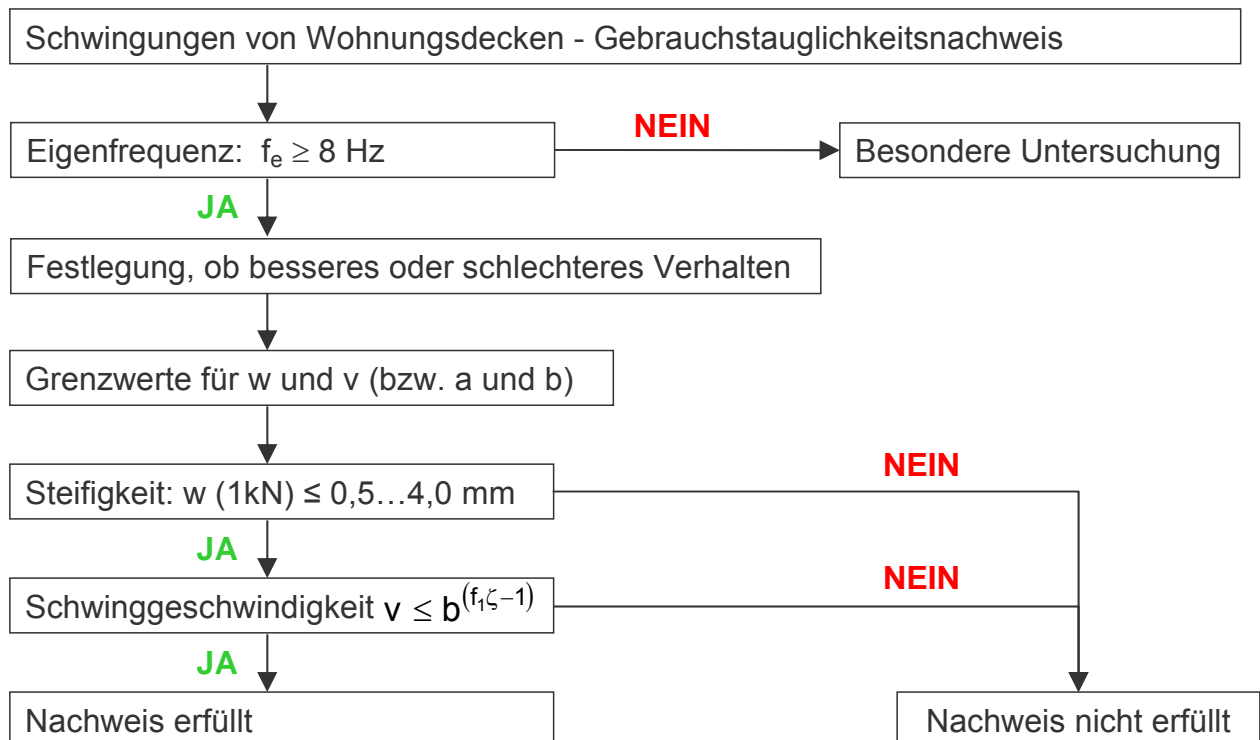 Schwingungen von Wohnungsdecken - Gebrauchstauglichkeitsnachweis
Eigenfrequenz: fₑ ≥ 8 Hz
NEIN
Besondere Untersuchung
JA
Festlegung, ob besseres oder schlechteres Verhalten
Grenzwerte für w und v (bzw. a und b)
Steifigkeit: w (1kN) ≤ 0,5…4,0 mm
NEIN
JA
Schwinggeschwindigkeit v ≤ b^(f₁ζ−1)
NEIN
JA
Nachweis erfüllt
Nachweis nicht erfüllt